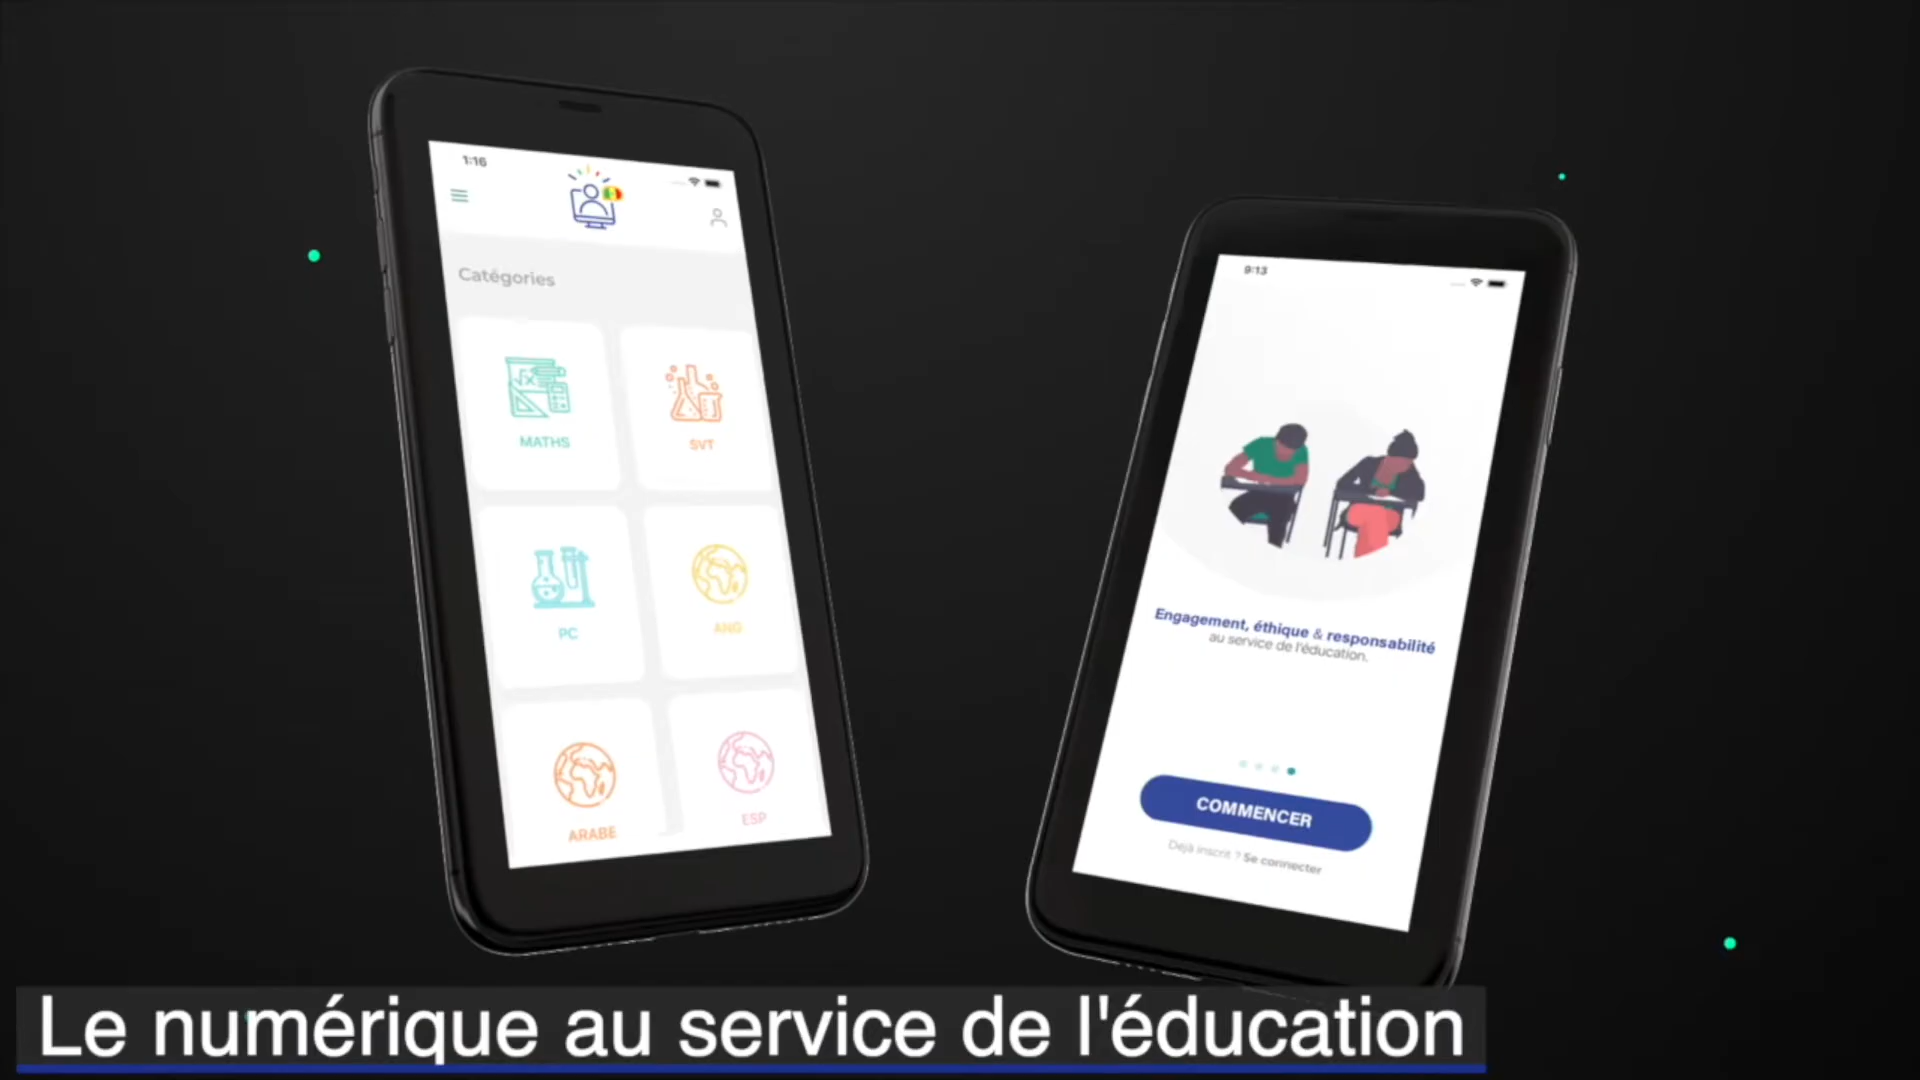 1:16
Catégories
MATHS
SVT
PC
ANG
ARABE
ESP
9:13
Engagement, éthique & responsabilité
au service de l'éducation.
COMMENCER
Dejà inscrit ? Se connecter
Le numérique au service de l'éducation